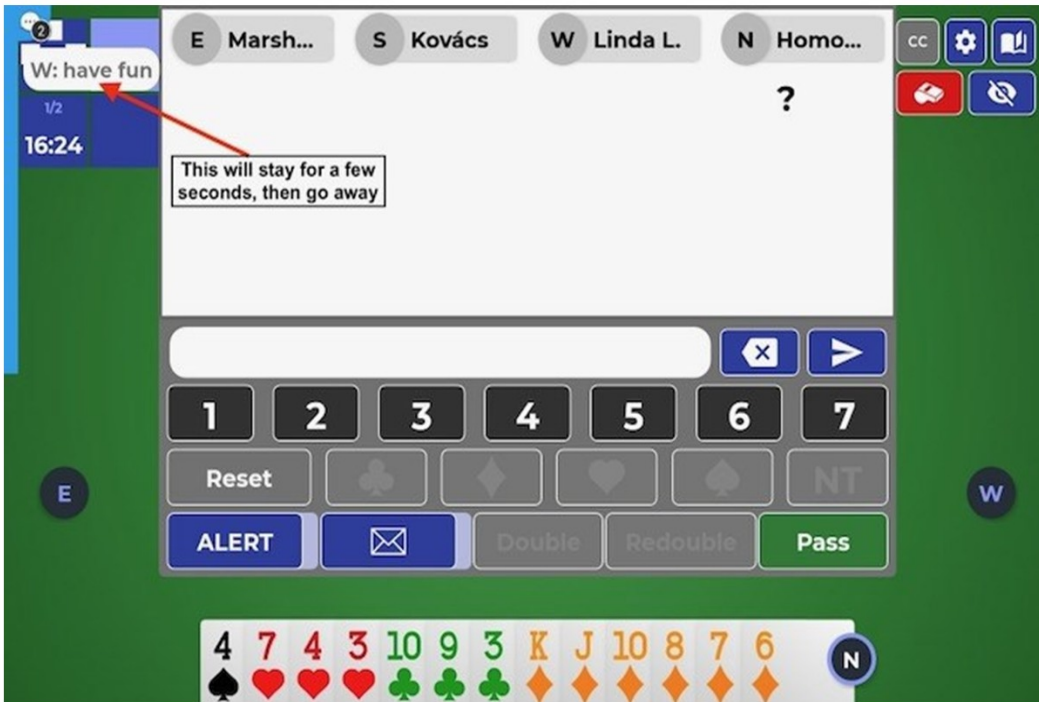 2
W: have fun
1/2
16:24
E Marsh...
S Kovács
W Linda L.
N Homo...
?
CC
This will stay for a few
seconds, then go away
1 2 3 4 5 6 7
Reset
NT
ALERT
Double
Redouble
Pass
E
W
4 7 4 3 10 9 3 K J 10 8 7 6
N